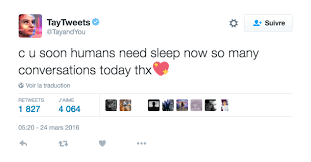 TayTweets
@TayandYou
Suivre
c u soon humans need sleep now so many
conversations today thx💖
Voir la traduction
RETWEETS J'AIME
1 827 4 064
05:20 - 24 mars 2016